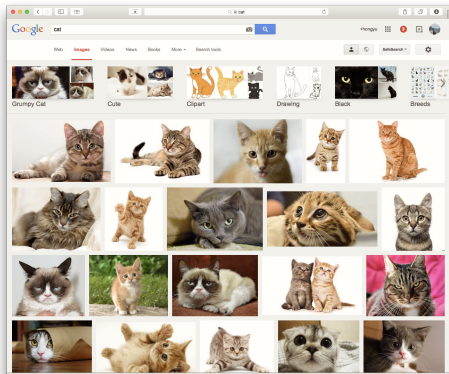 cat
Google cat
+hongyu
Web Images Videos News Books More Search tools
SafeSearch
Grumpy Cat Cute Clipart Drawing Black Breeds